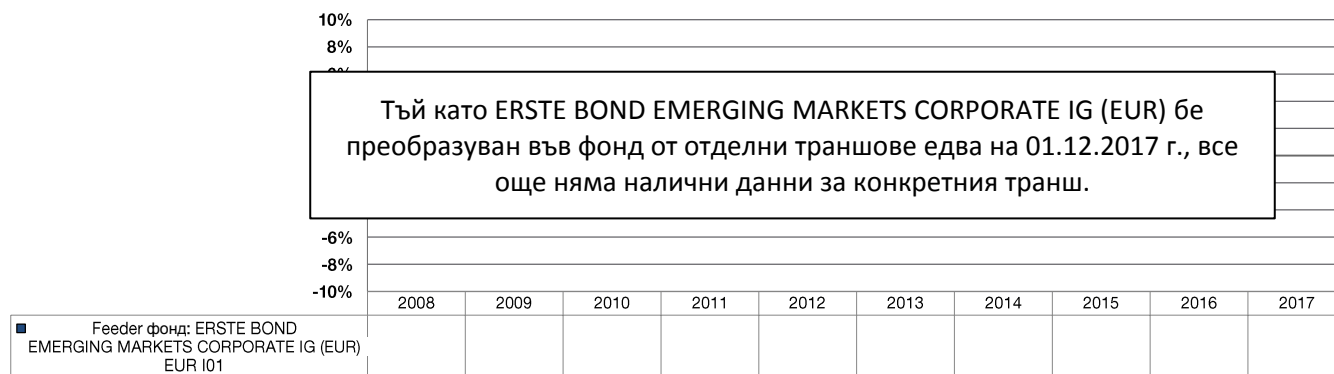 10%
8%
Тъй като ERSTE BOND EMERGING MARKETS CORPORATE IG (EUR) бе
преобразуван във фонд от отделни траншове едва на 01.12.2017 г., все
още няма налични данни за конкретния транш.
-6%
-8%
-10%
2008 2009 2010 2011 2012 2013 2014 2015 2016 2017
Feeder фонд: ERSTE BOND
EMERGING MARKETS CORPORATE IG (EUR)
EUR I01